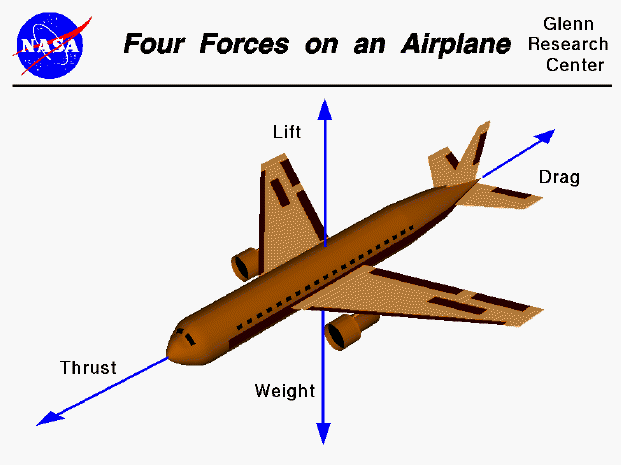 NASA
Four Forces on an Airplane
Glenn
Research
Center
Lift
Drag
Thrust
Weight